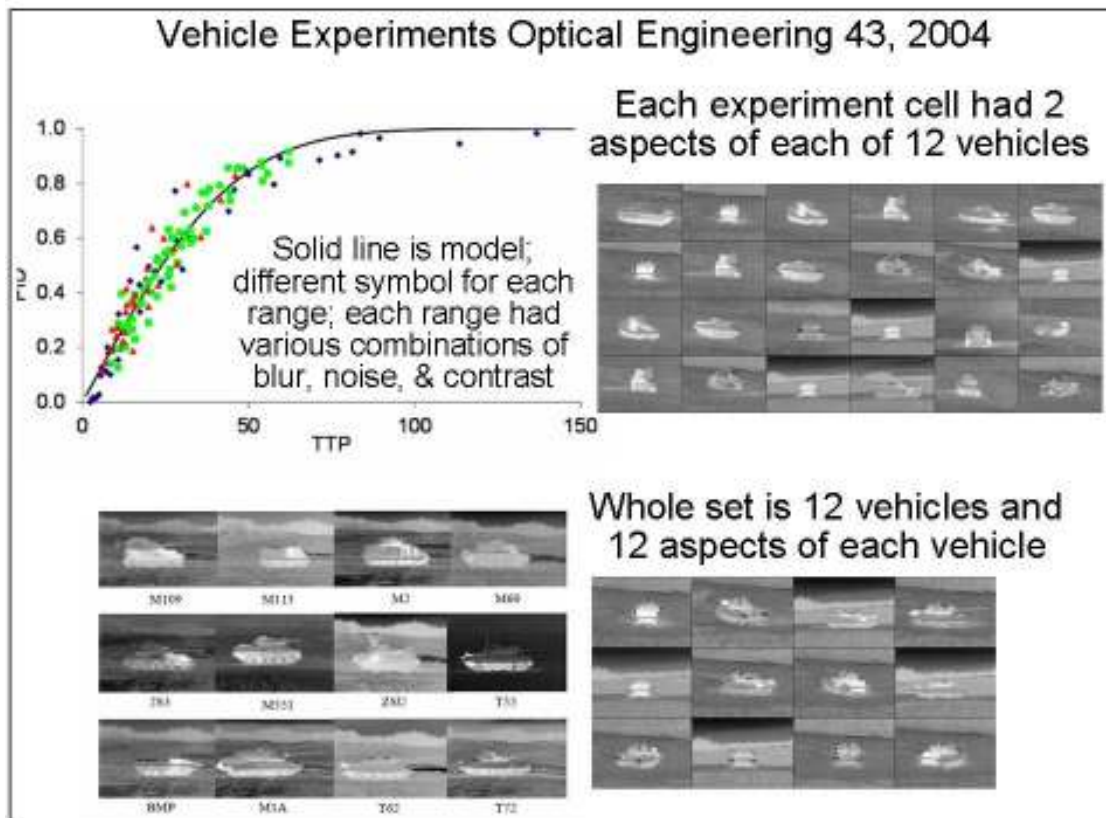 Vehicle Experiments Optical Engineering 43, 2004
Each experiment cell had 2
aspects of each of 12 vehicles
1.0
0.8
0.6
0.4
0.2
0.0
0
50
100
150
TTP
Solid line is model;
different symbol for each
range; each range had
various combinations of
blur, noise, & contrast
Whole set is 12 vehicles and
12 aspects of each vehicle
M109 M113 M2 M60
M551 T55
BMP T62 T72